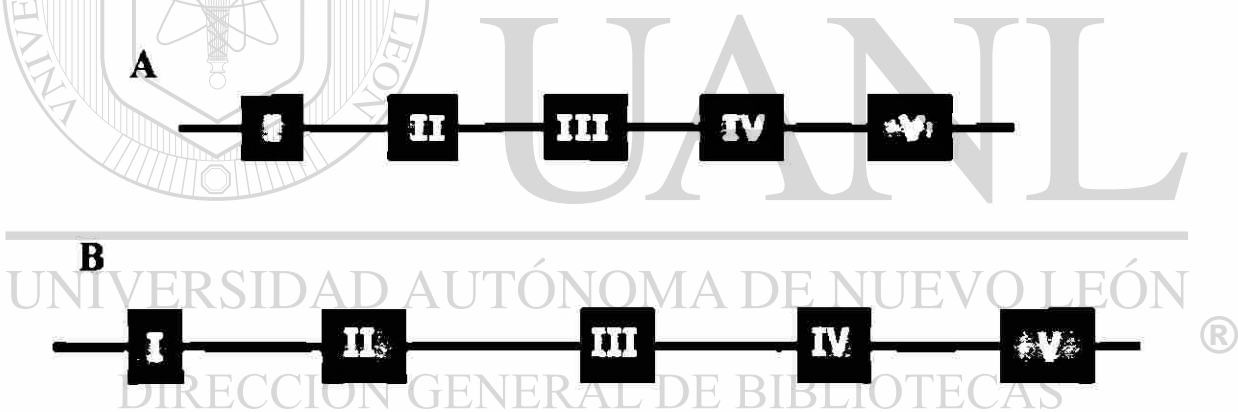 UANL
A
I II III IV V
B
UNIVERSIDAD AUTÓNOMA DE NUEVO LEÓN
®
I II III IV V
DIRECCIÓN GENERAL DE BIBLIOTECAS